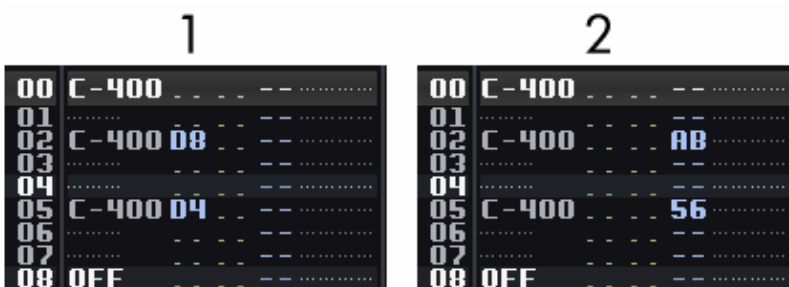 1 2
00 C-400 .. .. -- ............ 00 C-400 .. .. -- ............
01 ......... .. .. -- ............ 01 ......... .. .. -- ............
02 C-400 D8 .. -- ............ 02 C-400 .. .. AB ............
03 ......... .. .. -- ............ 03 ......... .. .. -- ............
04 ......... .. .. -- ............ 04 ......... .. .. -- ............
05 C-400 D4 .. -- ............ 05 C-400 .. .. 56 ............
06 ......... .. .. -- ............ 06 ......... .. .. -- ............
07 ......... .. .. -- ............ 07 ......... .. .. -- ............
08 OFF .. .. -- ............ 08 OFF .. .. -- ............